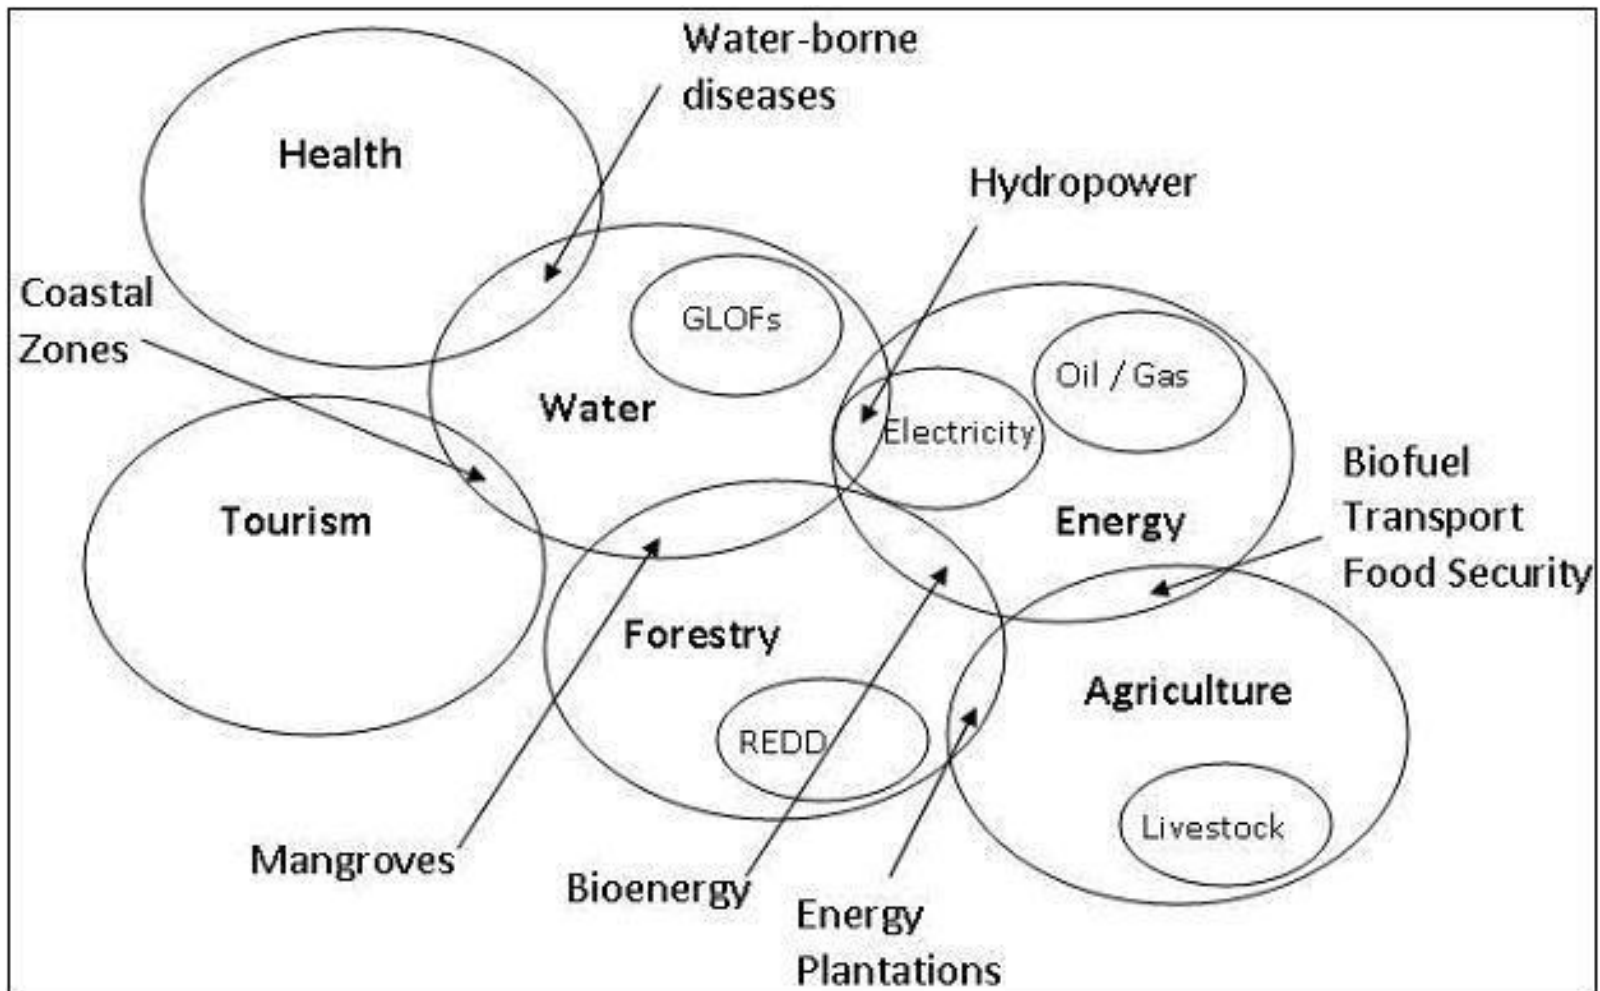 Water-borne
diseases
Health
Hydropower
Coastal
Zones
GLOFs
Oil / Gas
Water
Electricity
Biofuel
Transport
Food Security
Tourism
Energy
Forestry
Agriculture
REDD
Livestock
Mangroves
Bioenergy
Energy
Plantations